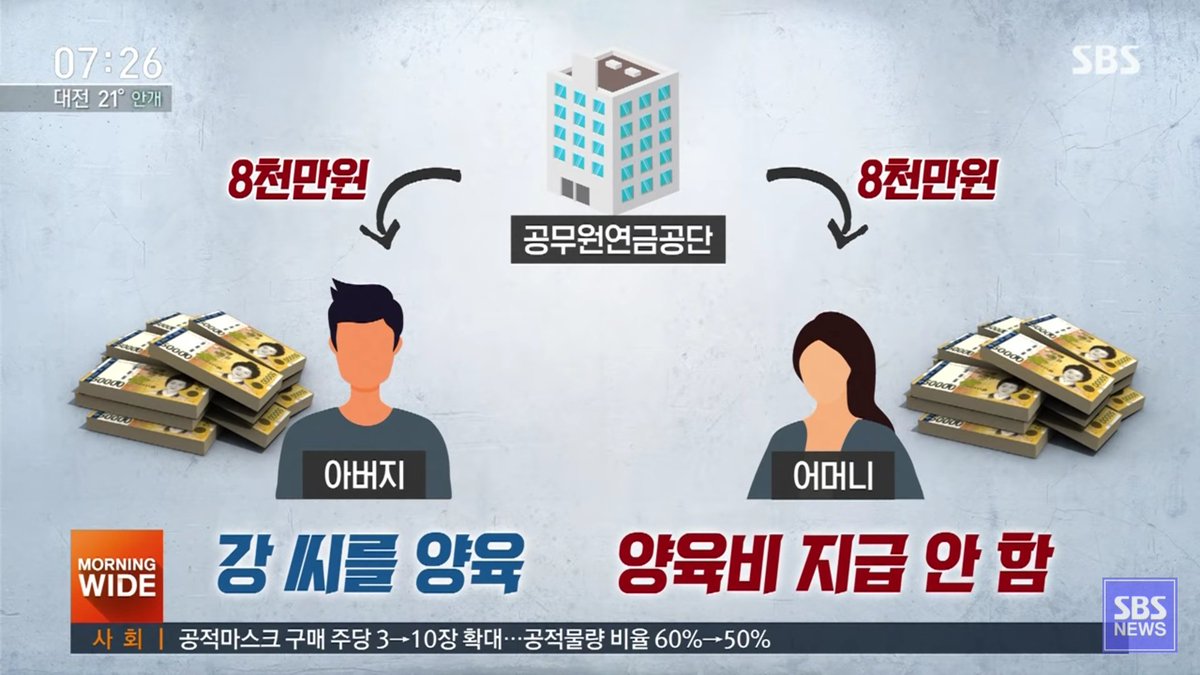 07:26
대전 21° 안개
SBS
8천만원
8천만원
공무원연금공단
50000
50000
아버지
어머니
강 씨를 양육
양육비 지급 안 함
MORNING
WIDE
SBS
NEWS
사 회 | 공적마스크 구매 주당 3→10장 확대…공적물량 비율 60%→50%